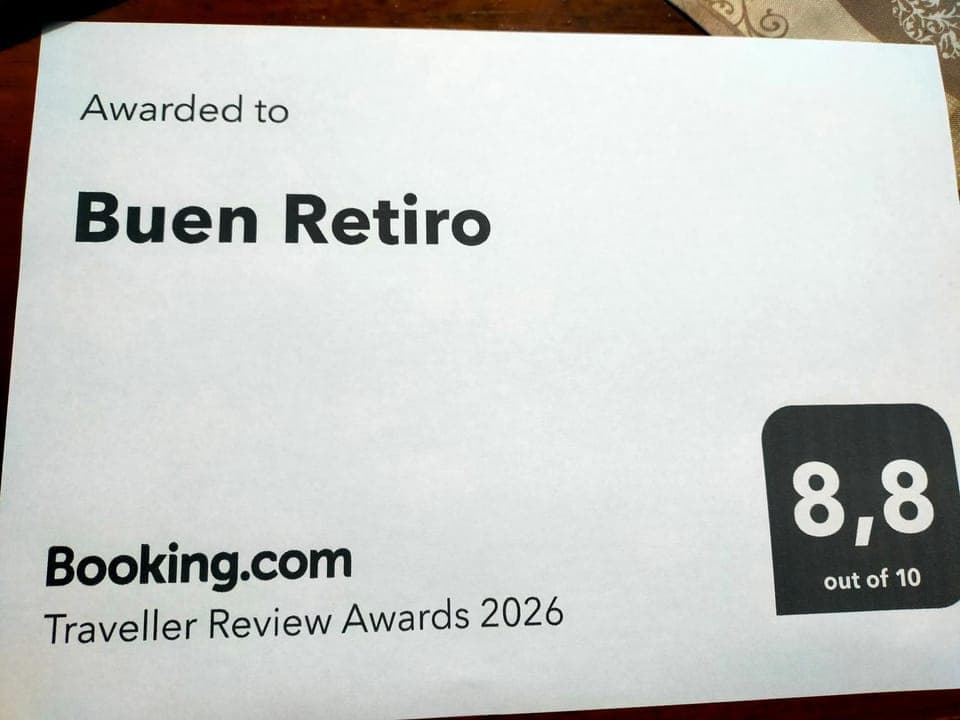 Awarded to
Buen Retiro
8,8
out of 10
Booking.com
Traveller Review Awards 2026